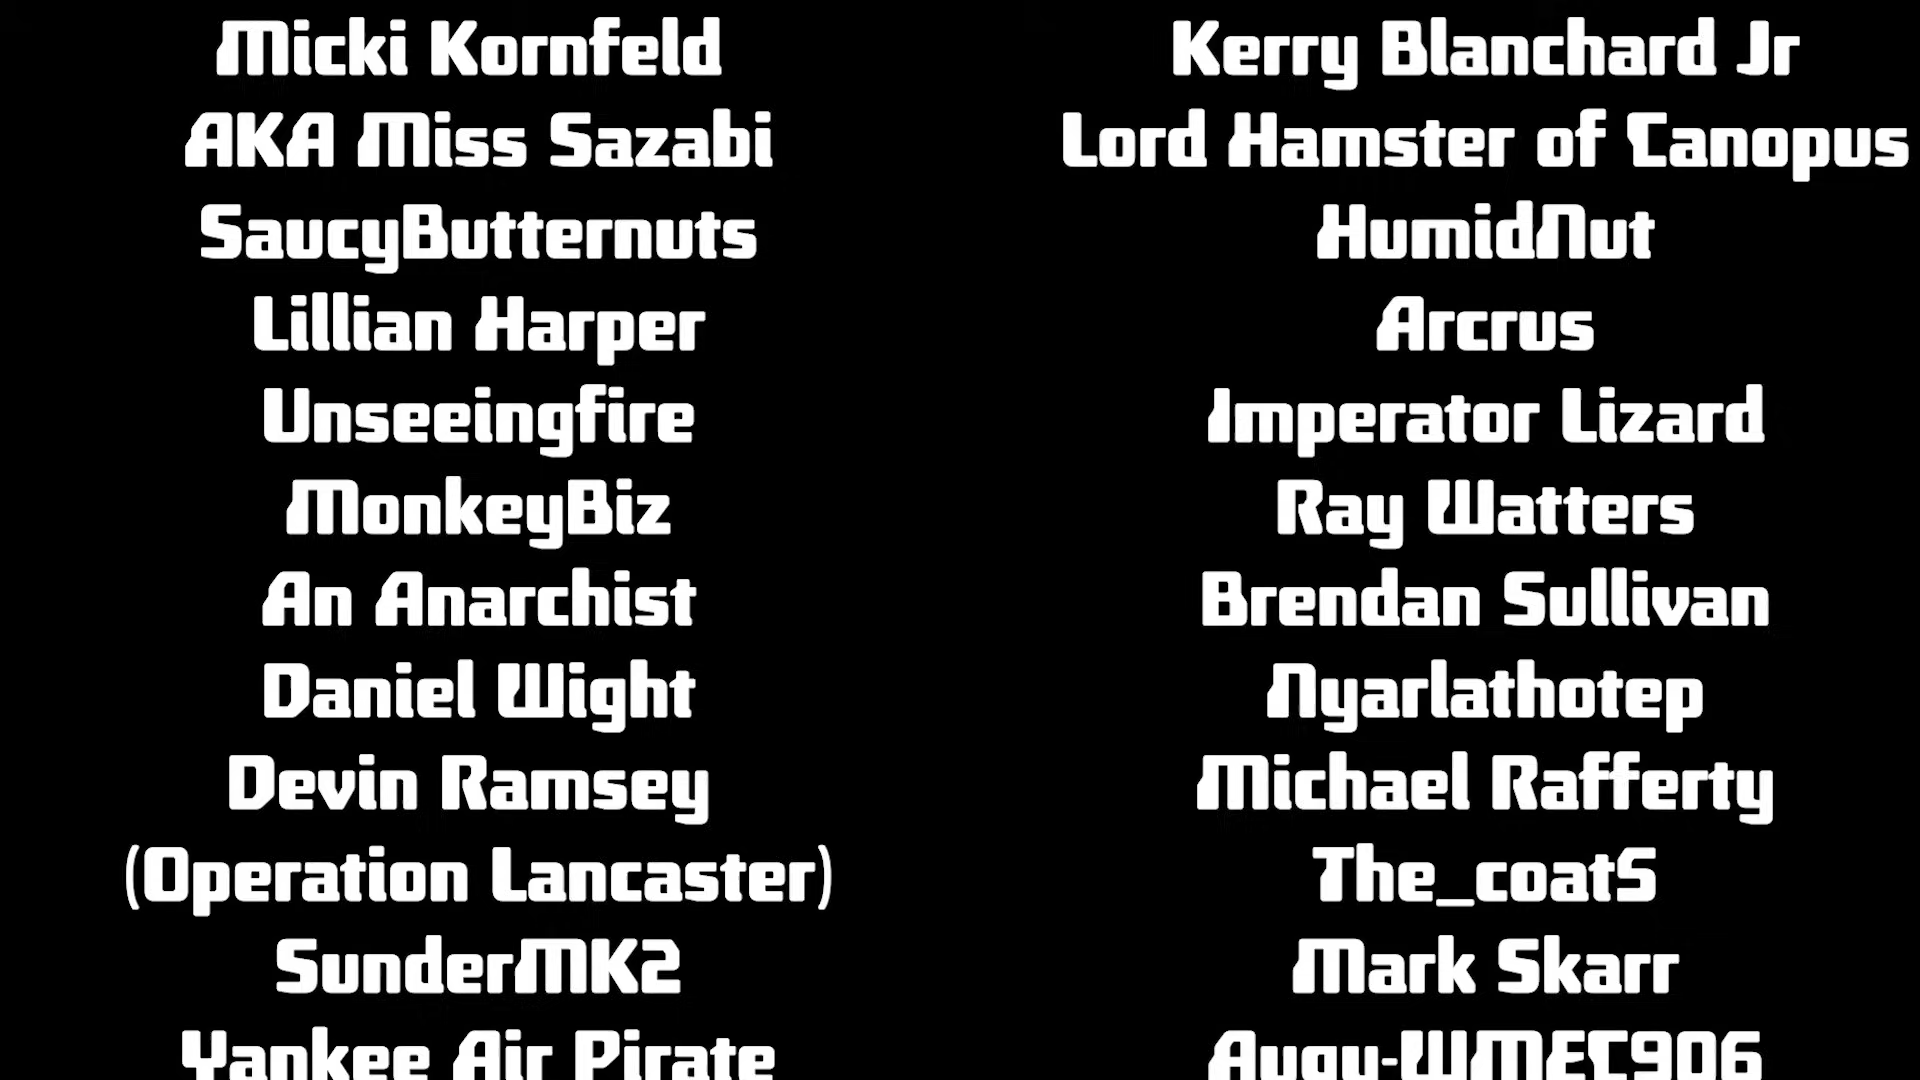 Micki Kornfeld
AKA Miss Sazabi
SaucyButternuts
Lillian Harper
Unseeingfire
MonkeyBiz
An Anarchist
Daniel Wight
Devin Ramsey
(Operation Lancaster)
SunderMK2
Yankee Air Pirate
Kerry Blanchard Jr
Lord Hamster of Canopus
HumidNut
Arcrus
Imperator Lizard
Ray Watters
Brendan Sullivan
Nyarlathotep
Michael Rafferty
The_coatS
Mark Skarr
Augu-WMEC906